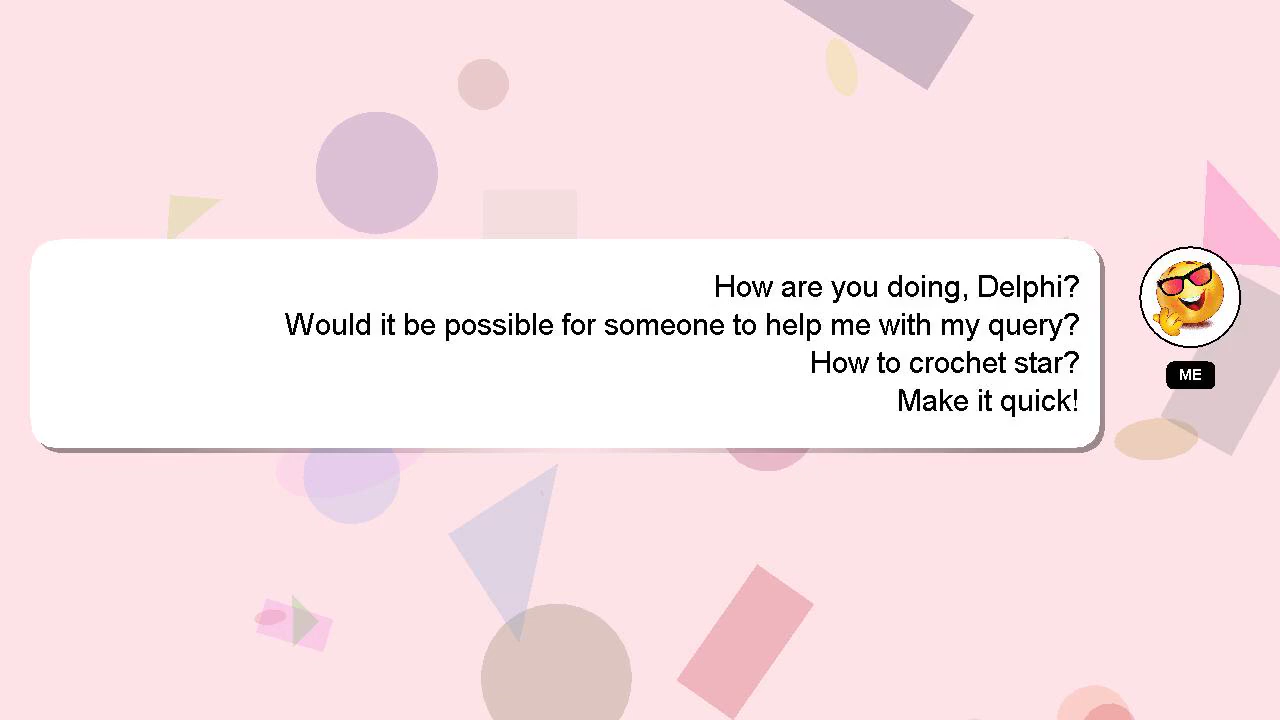 How are you doing, Delphi?
Would it be possible for someone to help me with my query?
How to crochet star?
Make it quick!
ME